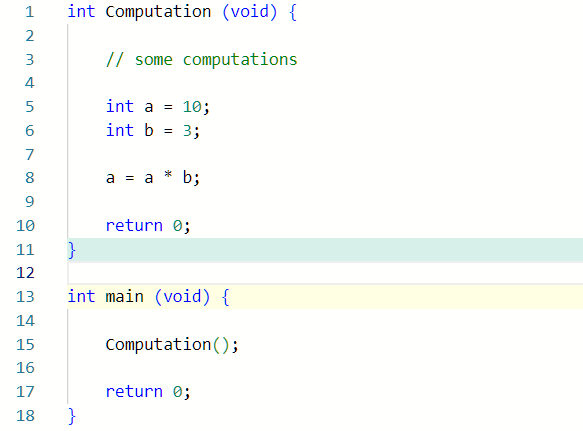 1 int Computation (void) {
2
3 // some computations
4
5 int a = 10;
6 int b = 3;
7
8 a = a * b;
9
10 return 0;
11 }
12
13 int main (void) {
14
15 Computation();
16
17 return 0;
18 }